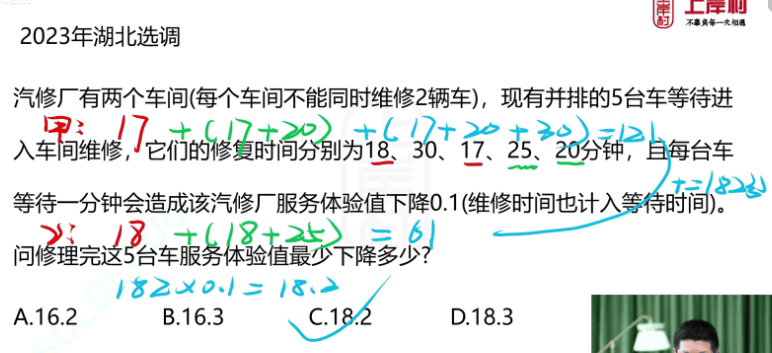 上岸村
不辜负每一次相遇
2023年湖北选调
汽修厂有两个车间(每个车间不能同时维修2辆车)，现有并排的5台车等待进
甲: 17 +(17+20) +(17+20+30)=121
入车间维修，它们的修复时间分别为18、30、17、25、20分钟，且每台车
+=182分
等待一分钟会造成该汽修厂服务体验值下降0.1(维修时间也计入等待时间)。
乙: 18 +(18+25) = 61
问修理完这5台车服务体验值最少下降多少?
182×0.1=18.2
A.16.2 B.16.3 C.18.2 D.18.3